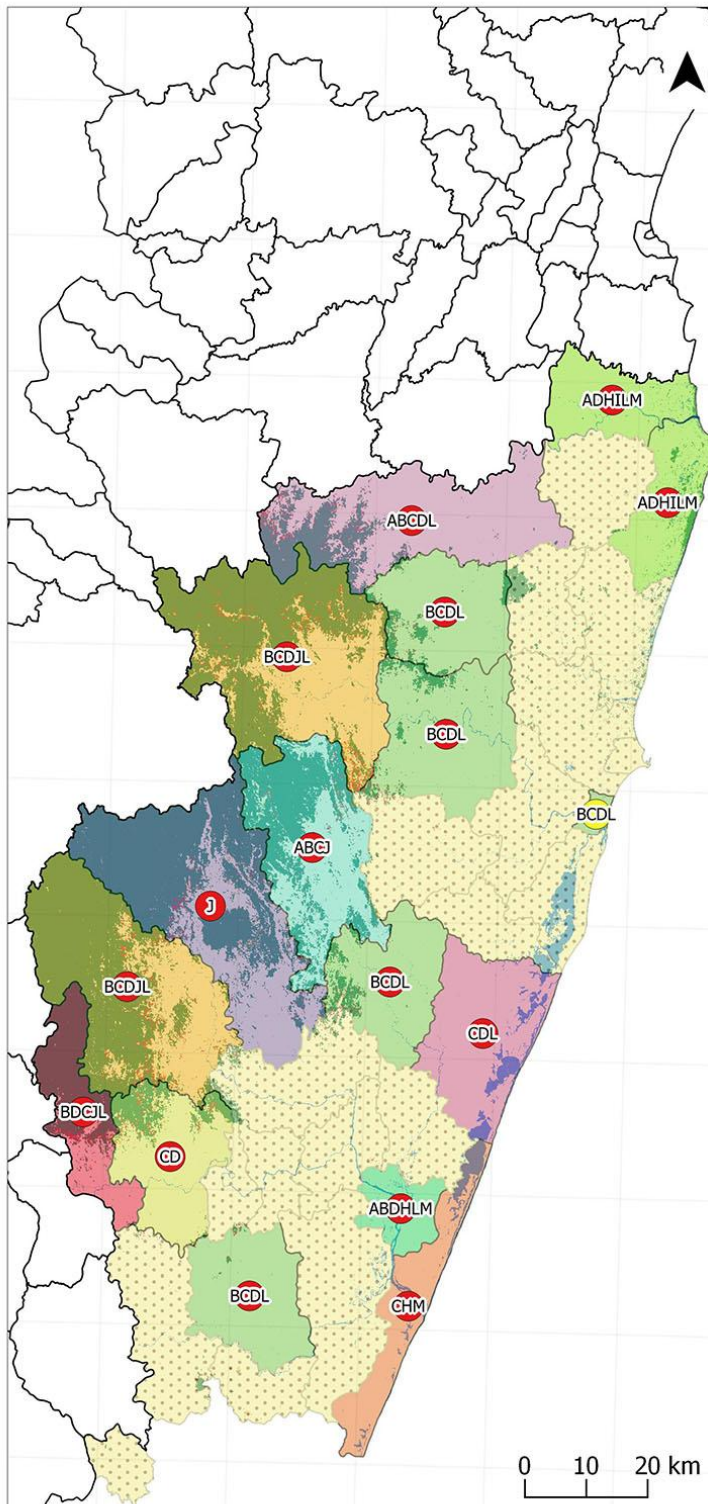 ADHILM
ADHILM
ABCDL
BCDL
BCDJL
BCDL
BCDL
ABCJ
J
BCDL
BCDJL
CDL
BDCJL
CD
ABDHLM
BCDL
CHM
0 10 20 km